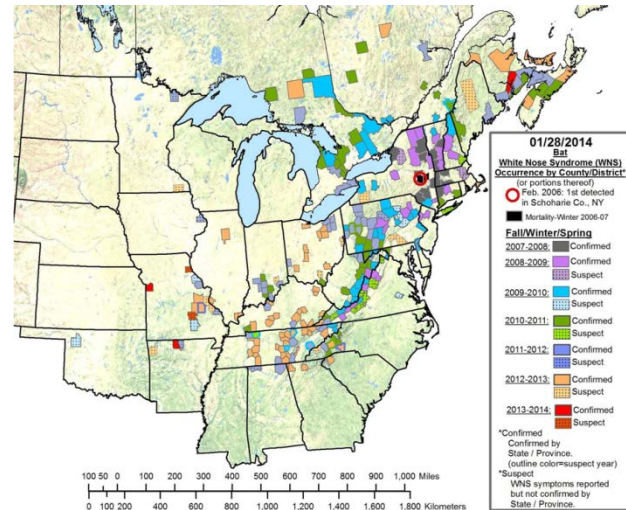 01/28/2014
Bat
White Nose Syndrome (WNS)
Occurrence by County/District*
(or portions thereof)
Feb. 2006: 1st detected
in Schoharie Co., NY
Mortality-Winter 2006-07
Fall/Winter/Spring
2007-2008: Confirmed
2008-2009: Confirmed
Suspect
2009-2010: Confirmed
Suspect
2010-2011: Confirmed
Suspect
2011-2012: Confirmed
Suspect
2012-2013: Confirmed
Suspect
2013-2014: Confirmed
Suspect
*Confirmed
Confirmed by
State / Province.
(outline color=suspect year)
*Suspect
WNS symptoms reported
but not confirmed by
State / Province.
100 50 0 100 200 300 400 500 600 700 800 900 1,000 Miles
100 0 200 400 600 800 1,000 1,200 1,400 1,600 1,800 Kilometers